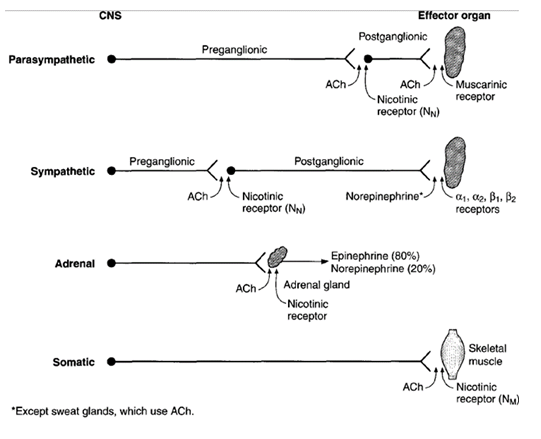 CNS
Effector organ
Parasympathetic
Preganglionic
Postganglionic
ACh
Nicotinic
receptor (NN)
ACh
Muscarinic
receptor
Sympathetic
Preganglionic
Postganglionic
ACh
Nicotinic
receptor (NN)
Norepinephrine*
α1, α2, β1, β2
receptors
Adrenal
ACh
Adrenal gland
Nicotinic
receptor
Epinephrine (80%)
Norepinephrine (20%)
Somatic
Skeletal
muscle
ACh
Nicotinic
receptor (NM)
*Except sweat glands, which use ACh.